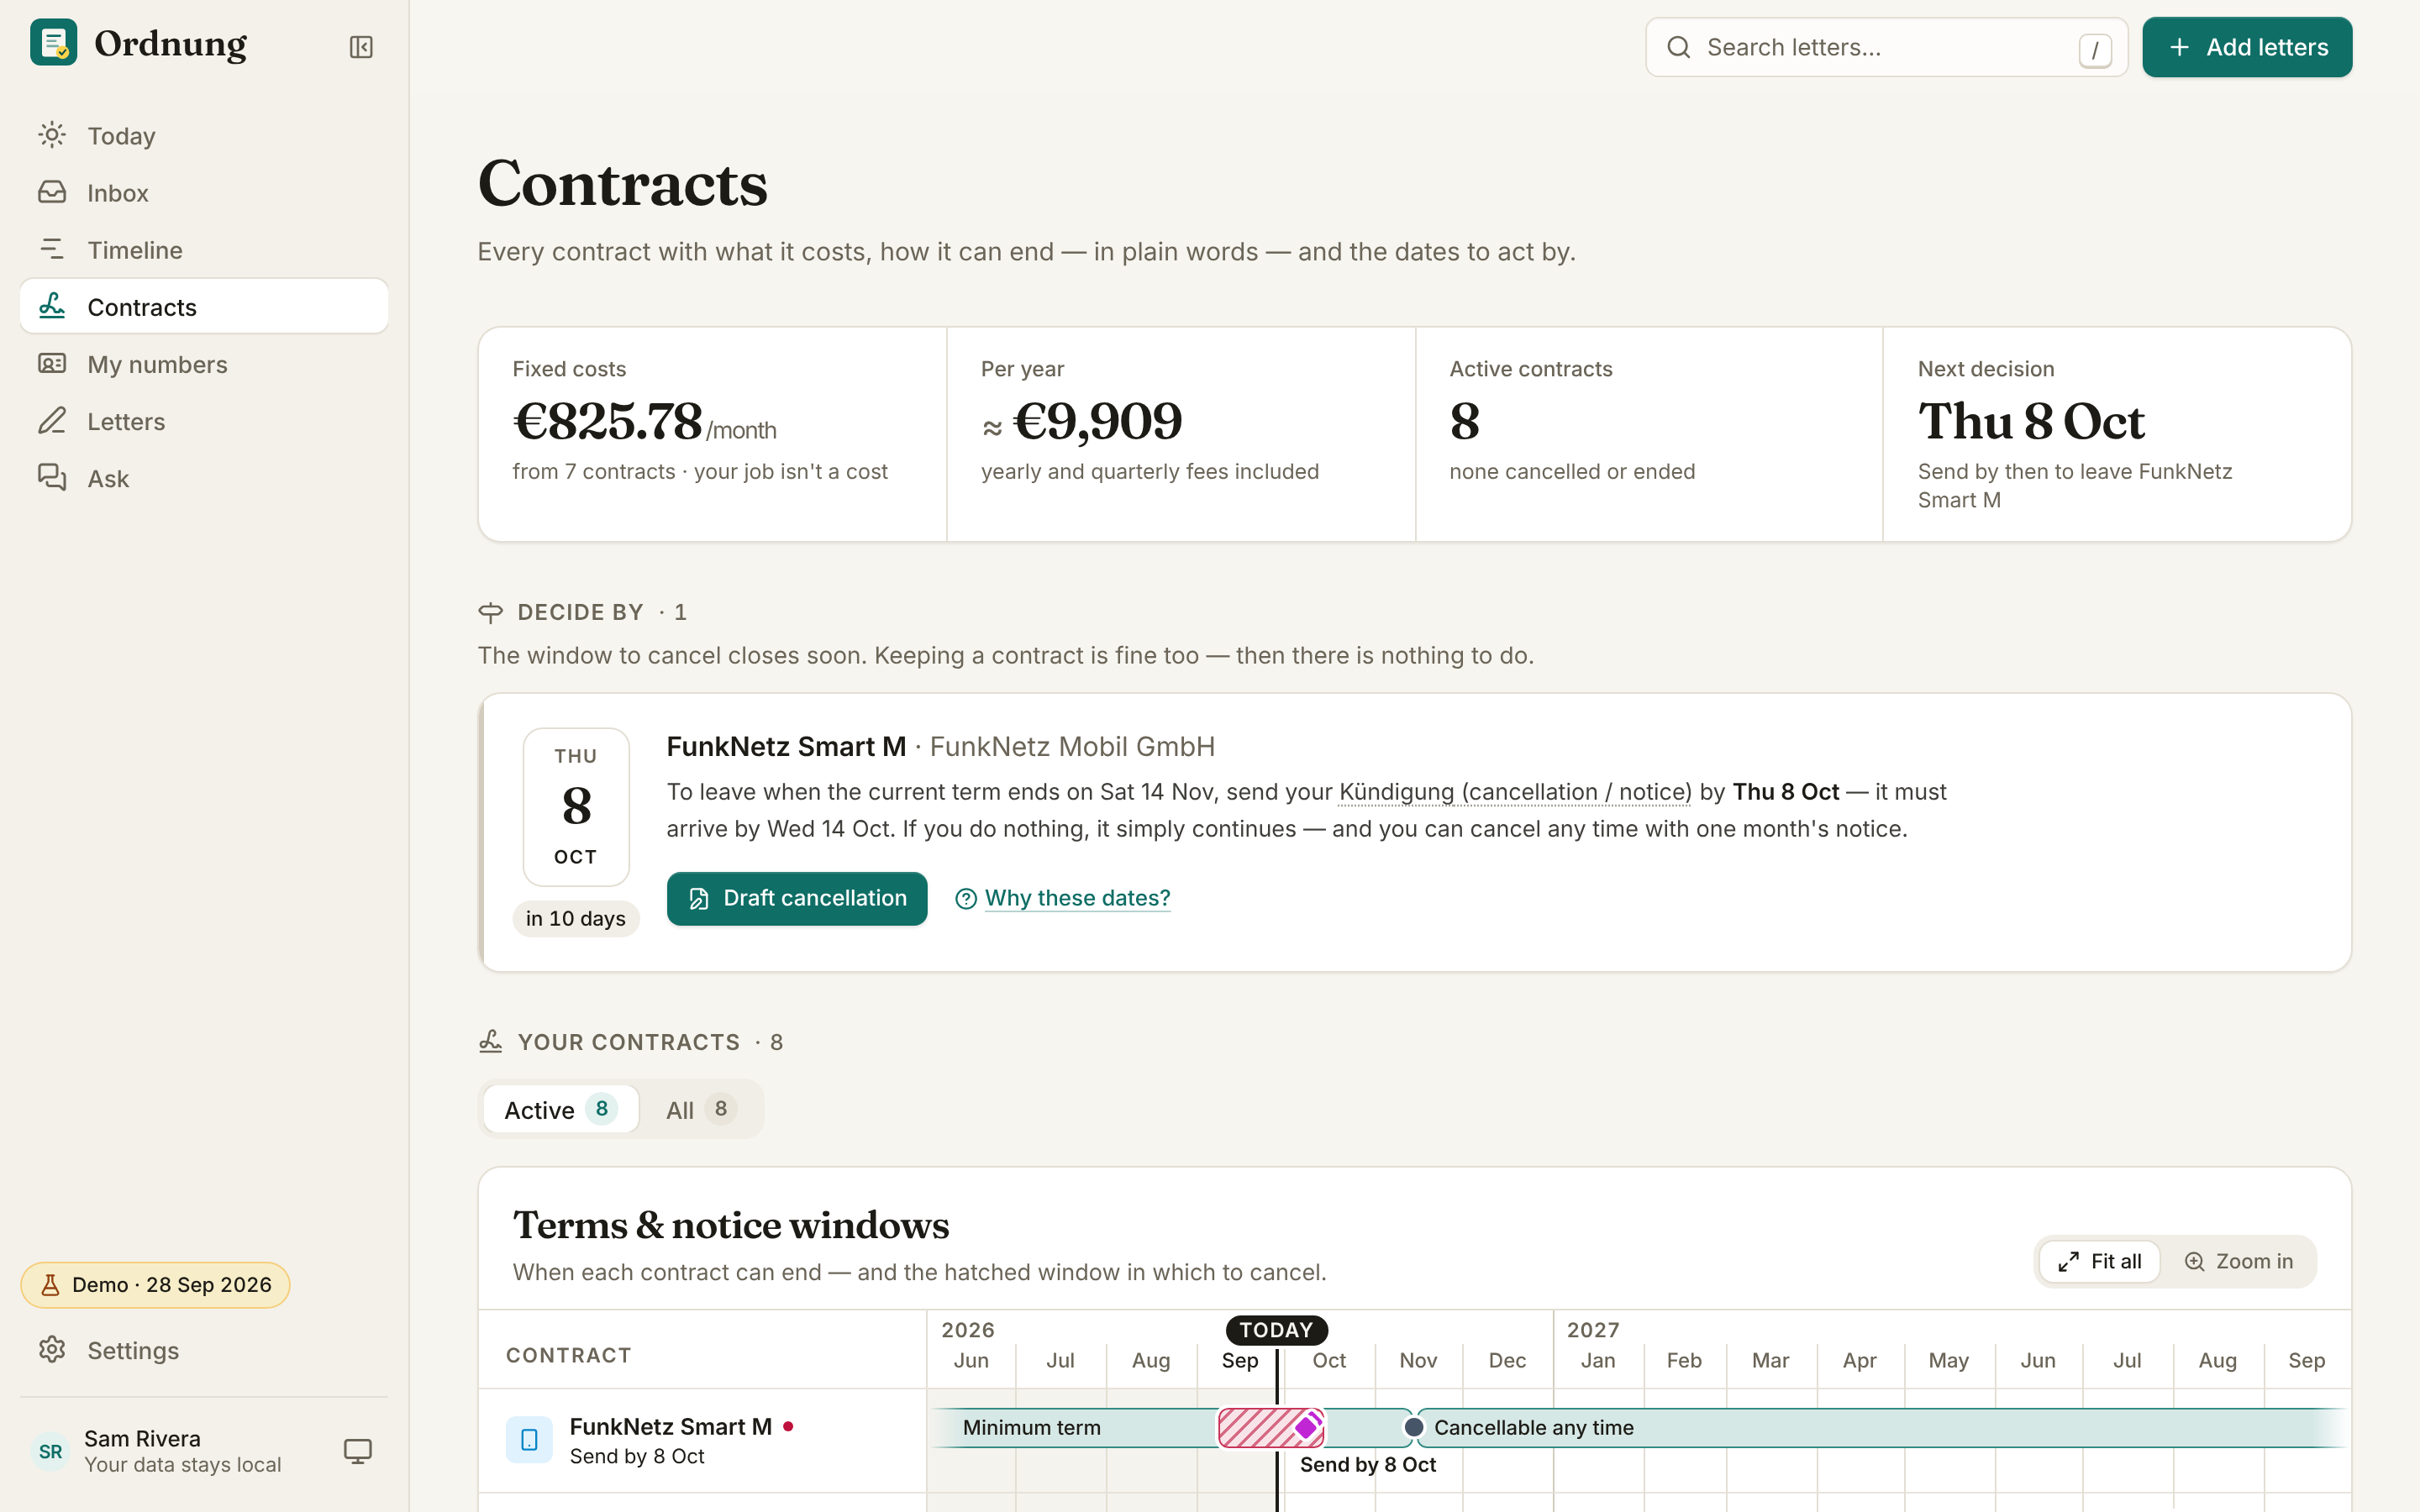 Ordnung
Search letters...
/
Add letters
Today
Inbox
Timeline
Contracts
My numbers
Letters
Ask
Contracts
Every contract with what it costs, how it can end — in plain words — and the dates to act by.
Fixed costs
€825.78 /month
from 7 contracts · your job isn't a cost
Per year
≈ €9,909
yearly and quarterly fees included
Active contracts
8
none cancelled or ended
Next decision
Thu 8 Oct
Send by then to leave FunkNetz
Smart M
DECIDE BY · 1
The window to cancel closes soon. Keeping a contract is fine too — then there is nothing to do.
THU
8
OCT
in 10 days
FunkNetz Smart M · FunkNetz Mobil GmbH
To leave when the current term ends on Sat 14 Nov, send your Kündigung (cancellation / notice) by Thu 8 Oct — it must
arrive by Wed 14 Oct. If you do nothing, it simply continues — and you can cancel any time with one month's notice.
Draft cancellation
Why these dates?
YOUR CONTRACTS · 8
Active 8
All 8
Terms & notice windows
When each contract can end — and the hatched window in which to cancel.
Fit all
Zoom in
CONTRACT
2026
TODAY
2027
Jun Jul Aug Sep Oct Nov Dec Jan Feb Mar Apr May Jun Jul Aug Sep
FunkNetz Smart M
Send by 8 Oct
Minimum term
Cancellable any time
Send by 8 Oct
Demo · 28 Sep 2026
Settings
SR
Sam Rivera
Your data stays local